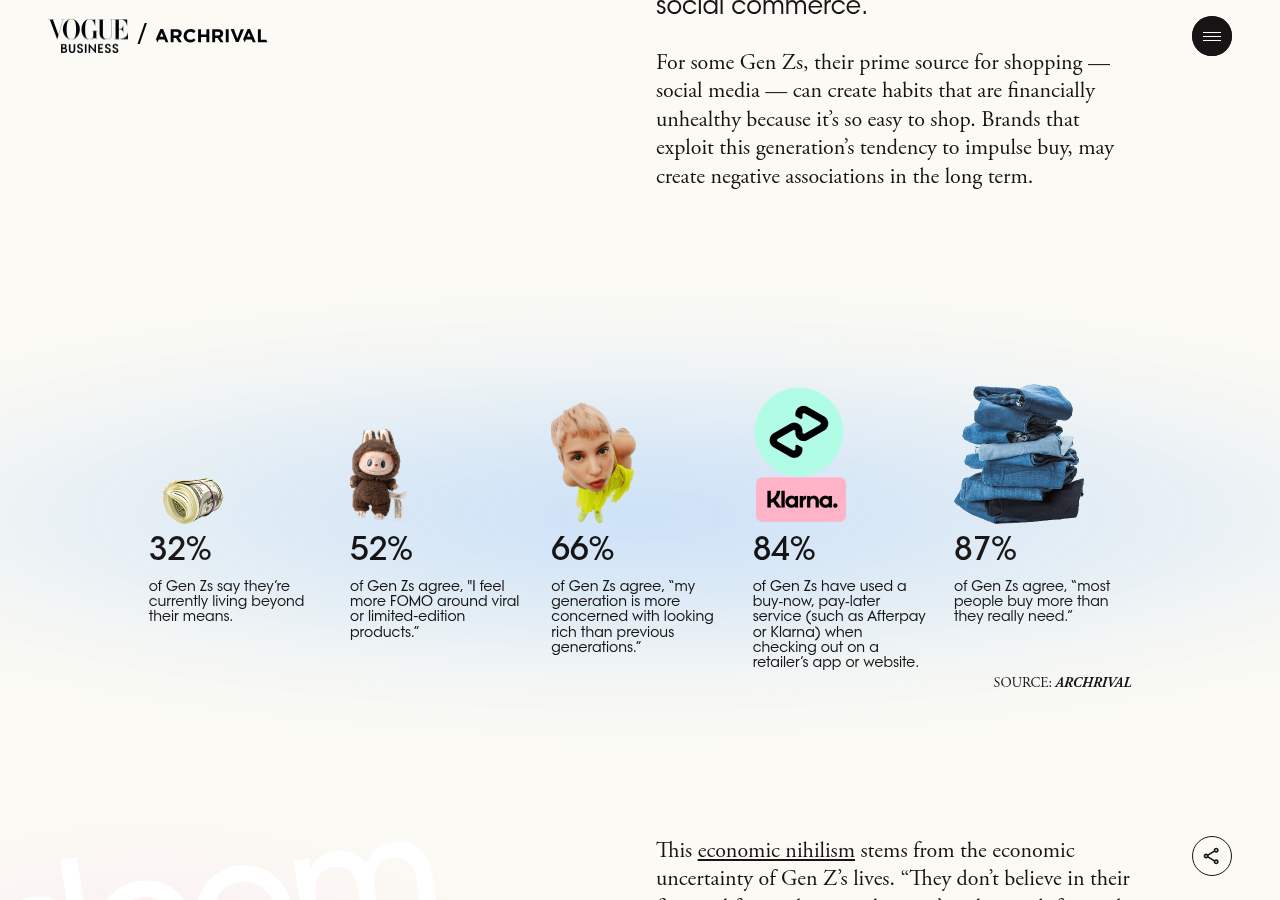 social commerce.
VOGUE
BUSINESS
/ ARCHRIVAL
For some Gen Zs, their prime source for shopping —
social media — can create habits that are financially
unhealthy because it’s so easy to shop. Brands that
exploit this generation’s tendency to impulse buy, may
create negative associations in the long term.
Klarna.
32%
of Gen Zs say they’re
currently living beyond
their means.
52%
of Gen Zs agree, "I feel
more FOMO around viral
or limited-edition
products.”
66%
of Gen Zs agree, “my
generation is more
concerned with looking
rich than previous
generations.”
84%
of Gen Zs have used a
buy-now, pay-later
service (such as Afterpay
or Klarna) when
checking out on a
retailer’s app or website.
87%
of Gen Zs agree, “most
people buy more than
they really need.”
SOURCE: ARCHRIVAL
doom
This economic nihilism stems from the economic
uncertainty of Gen Z’s lives. “They don’t believe in their